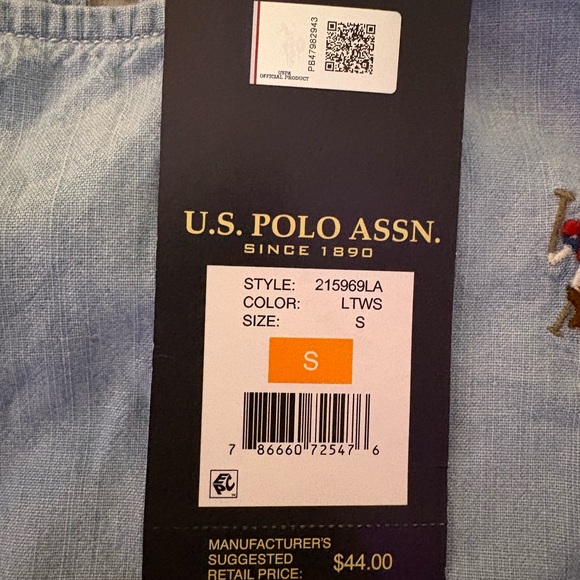 PB47982943
USPA
OFFICIAL PRODUCT
U.S. POLO ASSN.
SINCE 1890
STYLE: 215969LA
COLOR: LTWS
SIZE: S
S
7 86660 72547 6
EPC
MANUFACTURER'S
SUGGESTED
RETAIL PRICE: $44.00